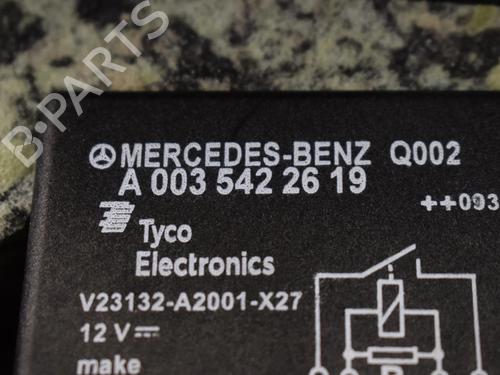 B-PARTS
MERCEDES-BENZ Q002
A 003 542 26 19
++093
Tyco
Electronics
V23132-A2001-X27
12 V⎓
make
R